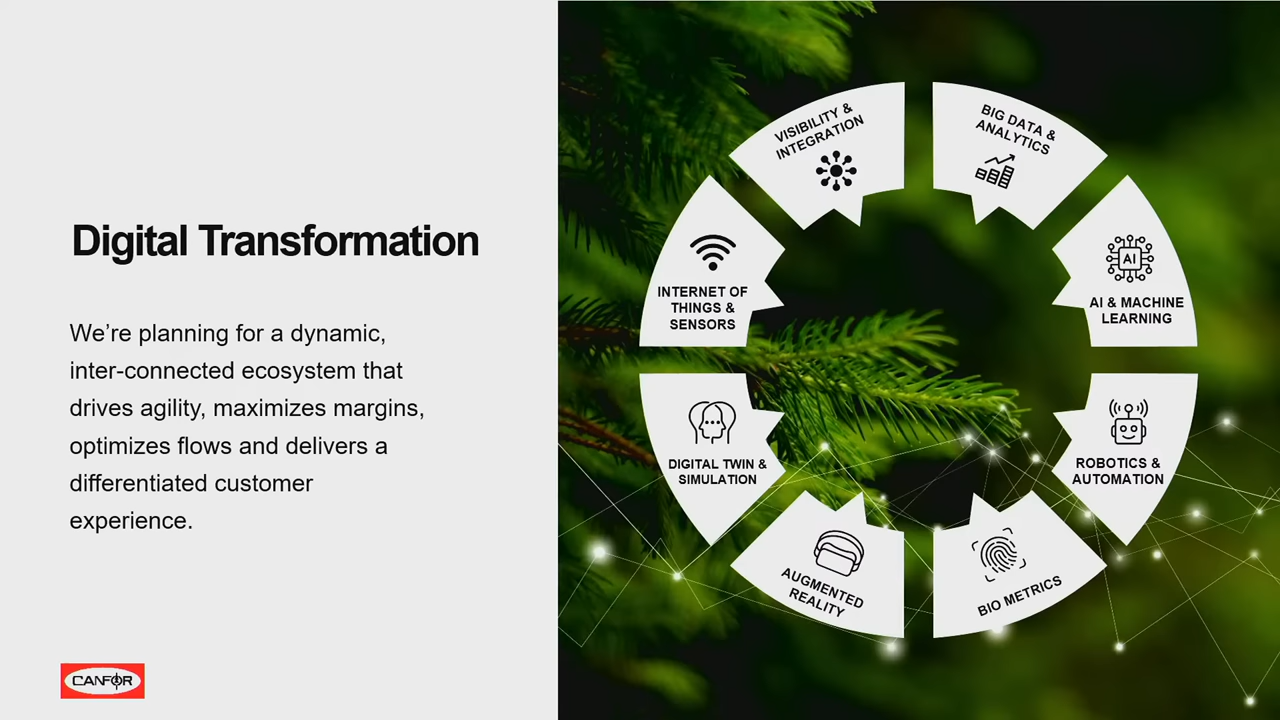 Digital Transformation
We’re planning for a dynamic,
inter-connected ecosystem that
drives agility, maximizes margins,
optimizes flows and delivers a
differentiated customer
experience.
CANFOR
VISIBILITY &
INTEGRATION
BIG DATA &
ANALYTICS
AI
AI & MACHINE
LEARNING
ROBOTICS &
AUTOMATION
BIO METRICS
AUGMENTED
REALITY
DIGITAL TWIN &
SIMULATION
INTERNET OF
THINGS &
SENSORS